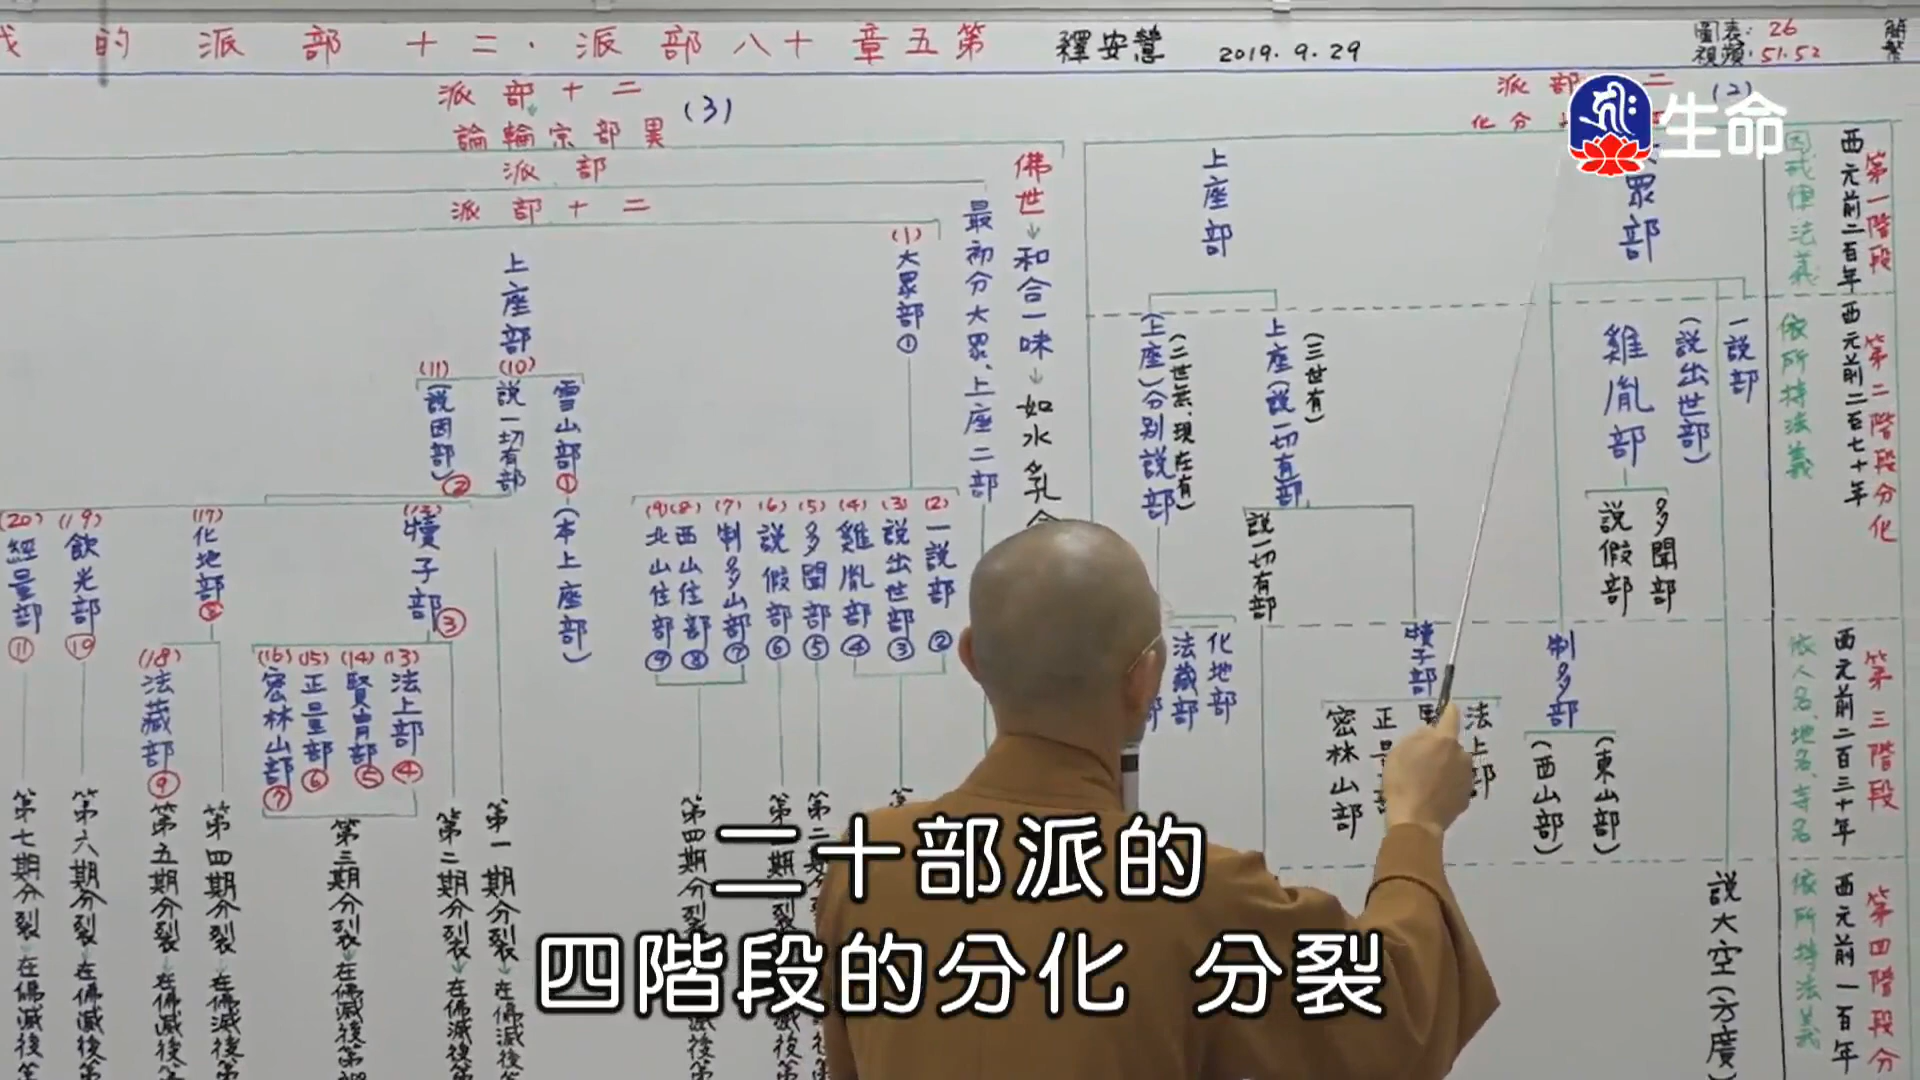 第五章十八部派.二十部派的
釋安慧
2019.9.29
圖表:26
視頻:51.52
生命
二十部派
(3)
異部宗輪論
部派
二十部派
(2)
分化
第一階段
西元前二百年
因戒律法義
上座部
眾部
第二階段分化
西元前二至七十年
依所持法義
一說部
(說出世部)
雞胤部
多聞部
說假部
(三世有)
上座(說一切有部
說一切有部
(上座)分別說部
第三階段
西元前二百三十年
依人名、地名、寺名
制多部
(東山部)
(西山部)
犢子部
法上部
密林山部
化地部
法藏部
第四階段分
西元前一百年
依所持法義
說大空(方廣)
佛世→和合一味→如水乳
最初分大眾、上座二部
(1)
大眾部①
(2)
一說部②
(3)
說出世部③
(4)
雞胤部④
(5)
多聞部⑤
(6)
說假部⑥
(7)
制多山部⑦
(8)
西山住部⑧
(9)
北山住部⑨
第四期分裂
上座部
雪山部①-(本上座部)
(10)
說一切有部
(11)
(說因部)②
犢子部③
(13)
法上部④
(14)
賢冑部⑤
(15)
正量部⑥
(16)
密林山部⑦
(17)
化地部⑧
(18)
法藏部⑨
(19)
飲光部⑩
(20)
經量部⑪
第一期分裂→在佛滅
第二期分裂→在佛滅後
第三期分裂→在佛滅後第
第四期分裂→在佛滅後第
第五期分裂→在佛滅後
第六期分裂→在佛滅後第
第七期分裂→在佛滅後第
二十部派的
四階段的分化 分裂